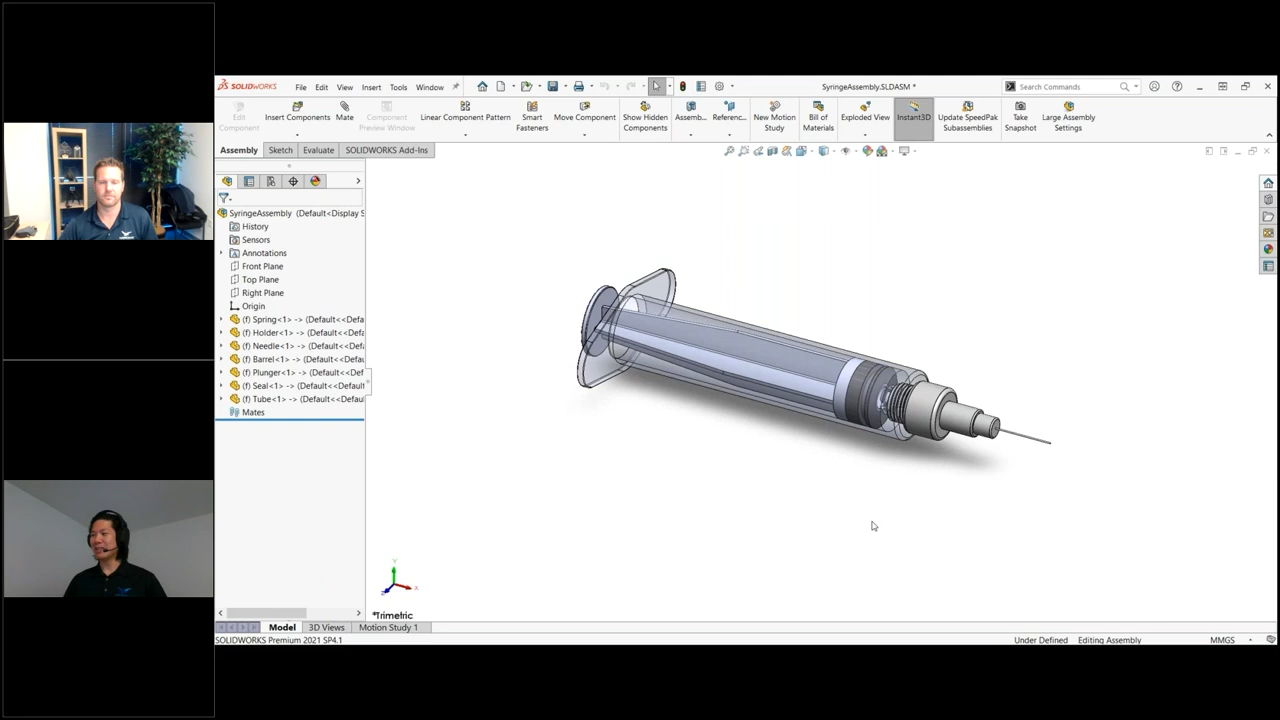 SOLIDWORKS File Edit View Insert Tools Window SyringeAssembly.SLDASM * Search Commands
Edit Component
Insert Components
Mate
Component Preview Window
Linear Component Pattern
Smart Fasteners
Move Component
Show Hidden Components
Assemb...
Referenc...
New Motion Study
Bill of Materials
Exploded View
Instant3D
Update SpeedPak Subassemblies
Take Snapshot
Large Assembly Settings
Assembly Sketch Evaluate SOLIDWORKS Add-Ins
SyringeAssembly (Default<Display S
History
Sensors
Annotations
Front Plane
Top Plane
Right Plane
Origin
(f) Spring<1> -> (Default<<Defa
(f) Holder<1> -> (Default<<Defa
(f) Needle<1> -> (Default<<Defa
(f) Barrel<1> -> (Default<<Defau
(f) Plunger<1> -> (Default<<Def
(f) Seal<1> -> (Default<<Default
(f) Tube<1> -> (Default<<Defau
Mates
Y
X
Z
*Trimetric
Model 3D Views Motion Study 1
SOLIDWORKS Premium 2021 SP4.1 Under Defined Editing Assembly MMGS